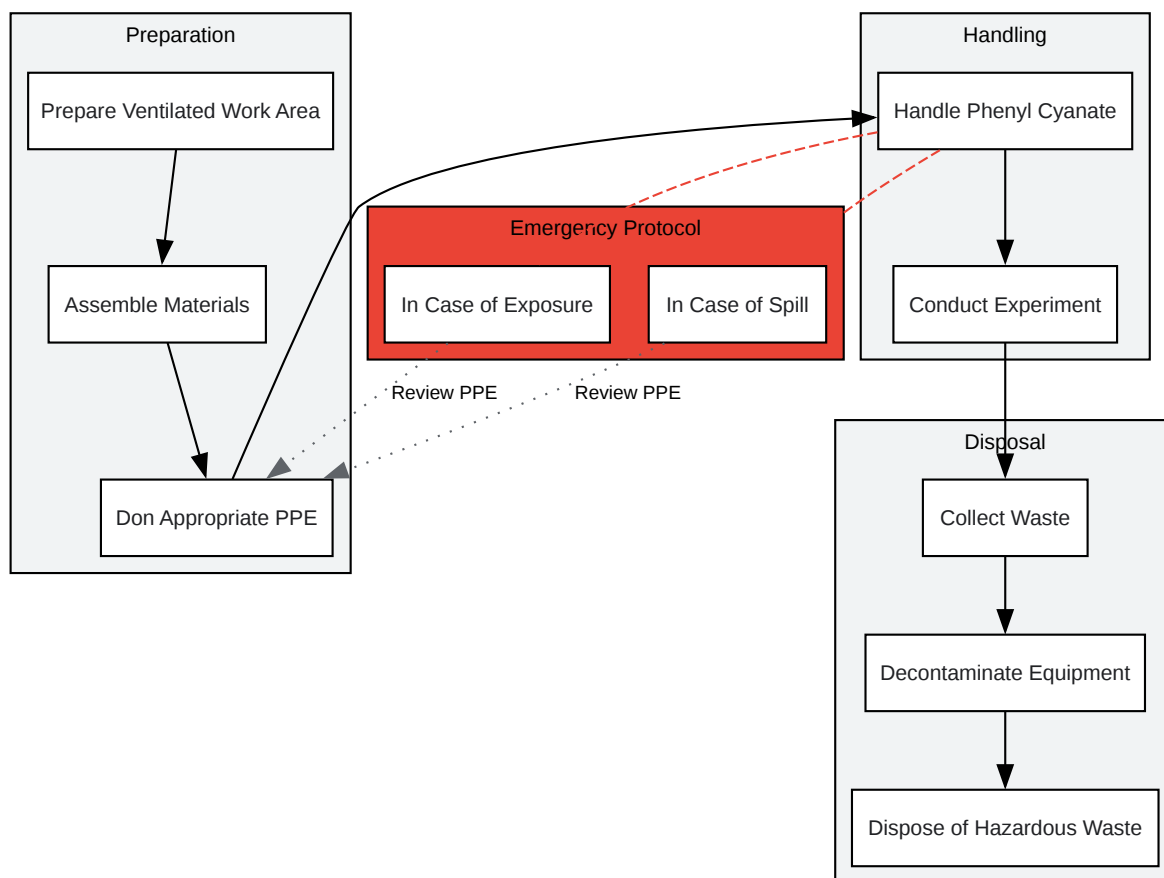 Preparation
Prepare Ventilated Work Area
Assemble Materials
Don Appropriate PPE
Emergency Protocol
In Case of Exposure
In Case of Spill
Review PPE
Review PPE
Handling
Handle Phenyl Cyanate
Conduct Experiment
Disposal
Collect Waste
Decontaminate Equipment
Dispose of Hazardous Waste